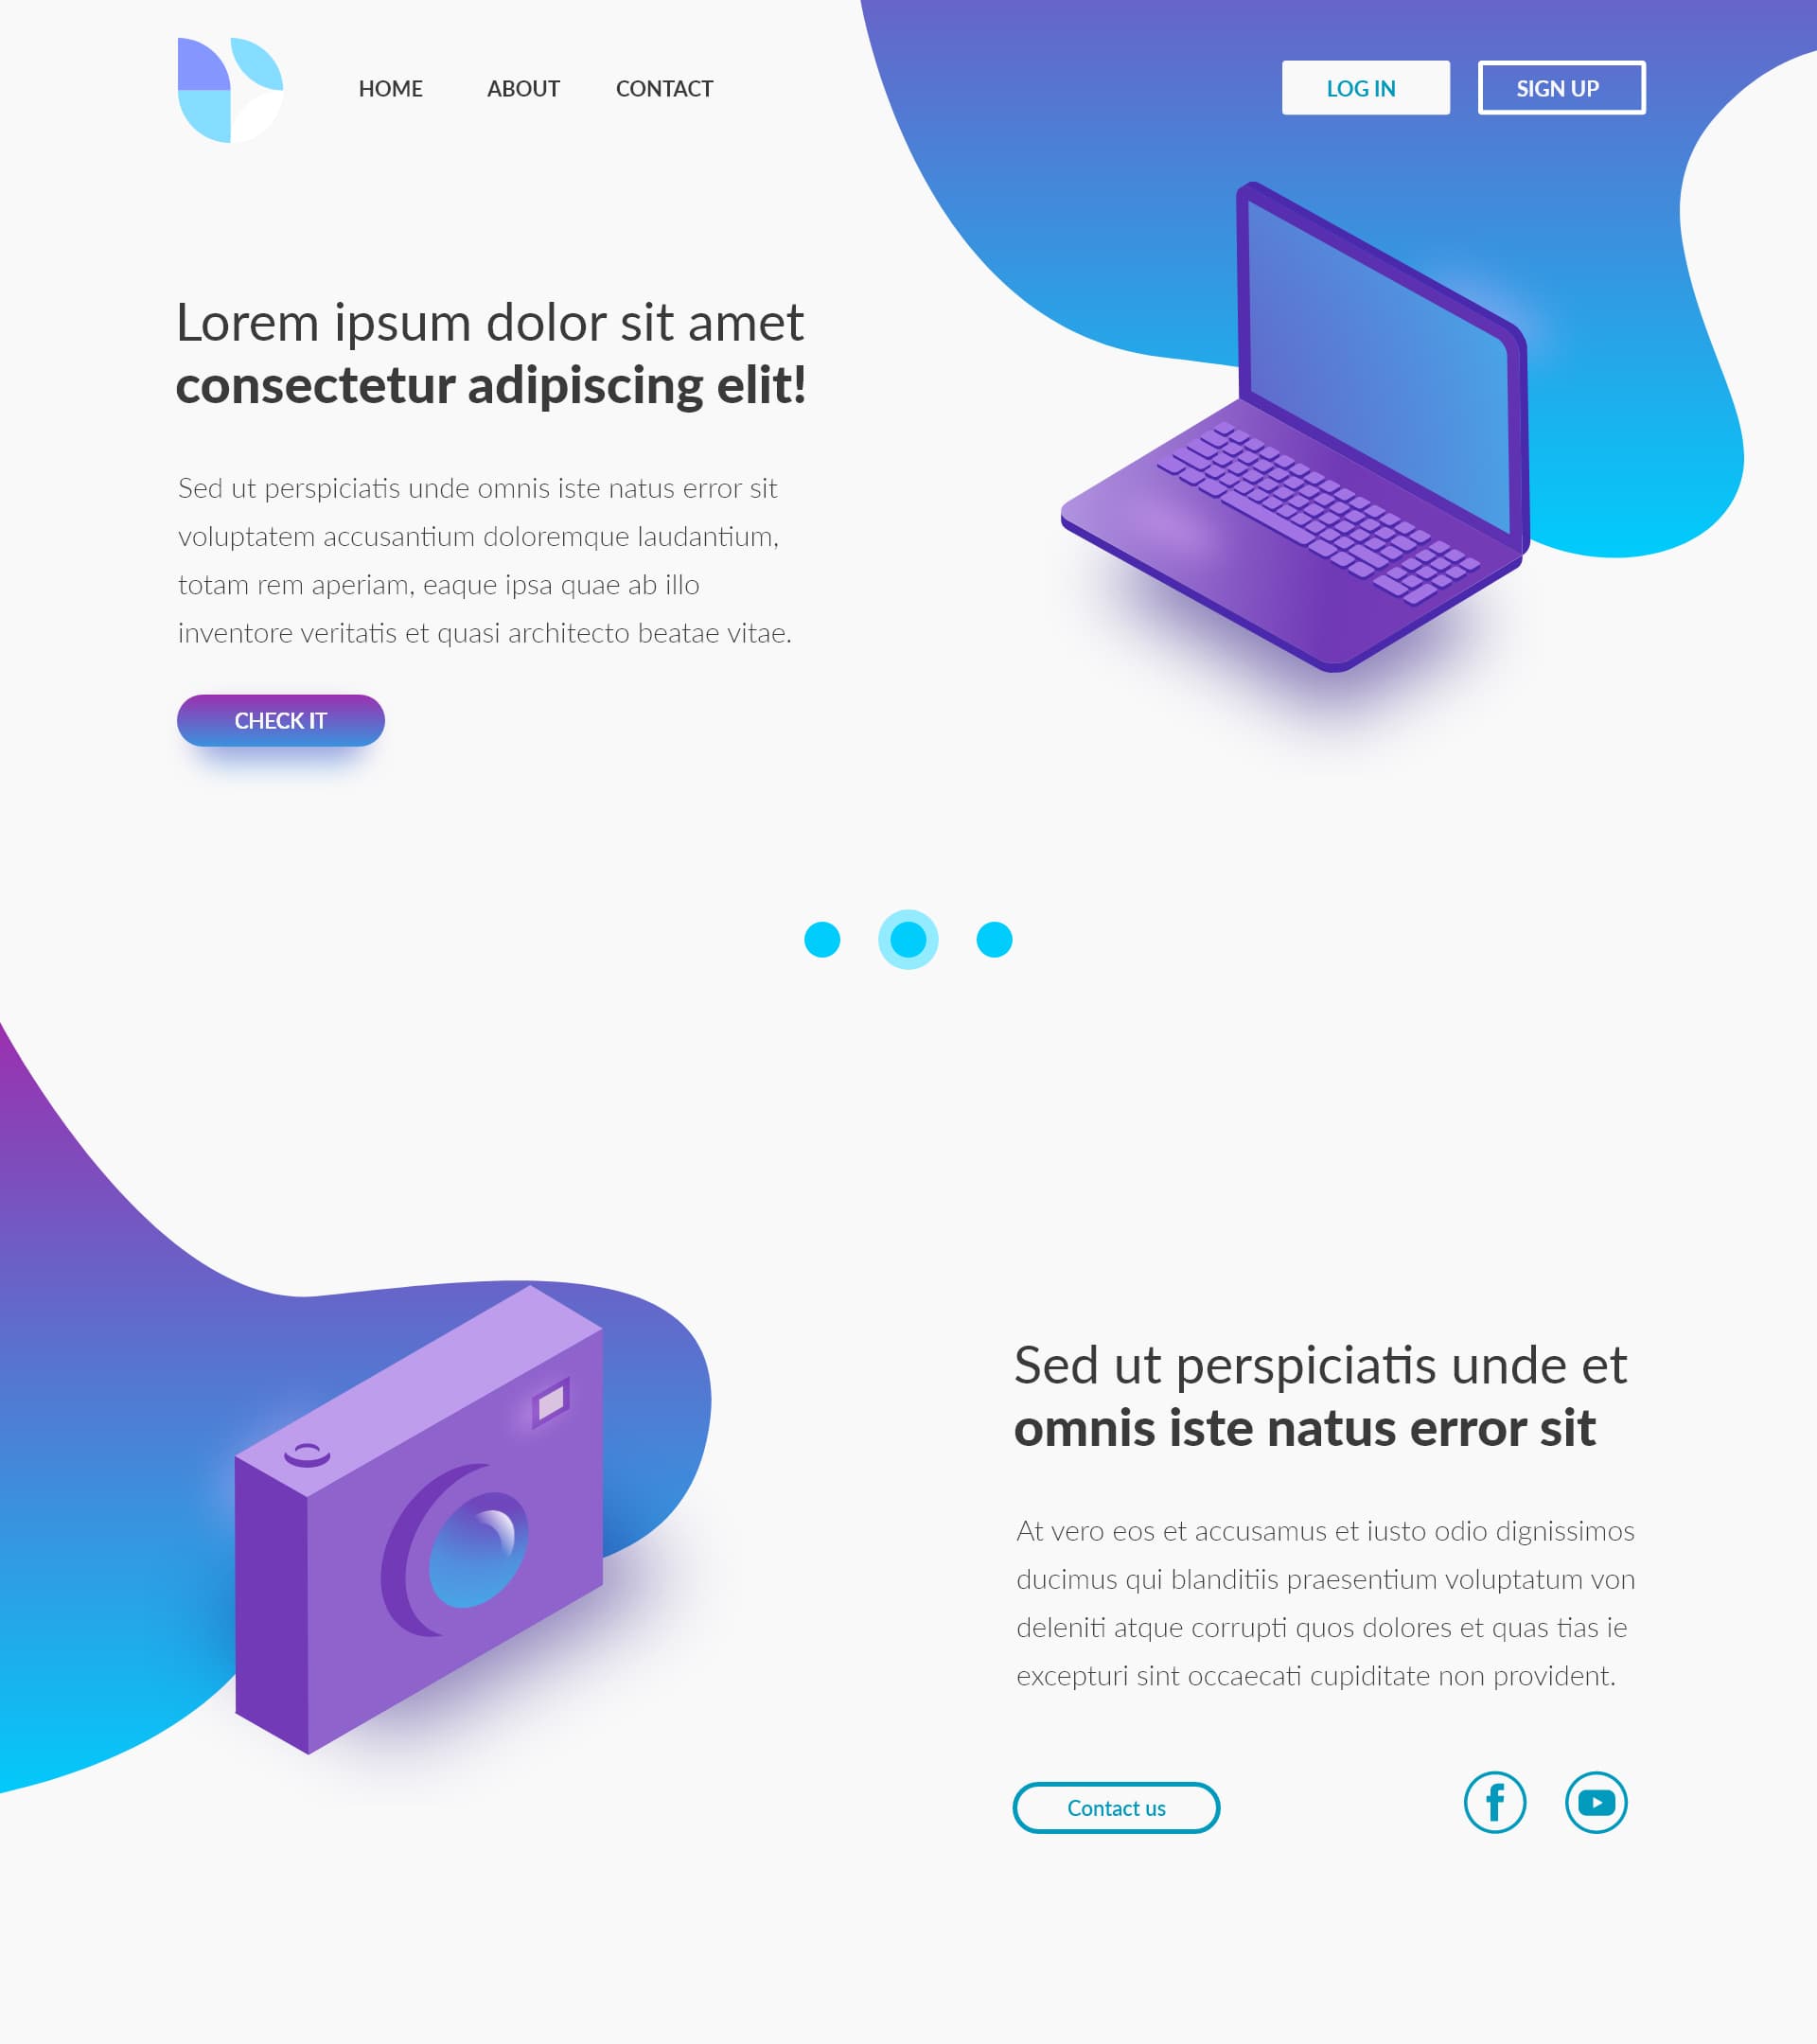 HOME ABOUT CONTACT LOG IN SIGN UP
Lorem ipsum dolor sit amet
consectetur adipiscing elit!
Sed ut perspiciatis unde omnis iste natus error sit
voluptatem accusantium doloremque laudantium,
totam rem aperiam, eaque ipsa quae ab illo
inventore veritatis et quasi architecto beatae vitae.
CHECK IT
Sed ut perspiciatis unde et
omnis iste natus error sit
At vero eos et accusamus et iusto odio dignissimos
ducimus qui blanditiis praesentium voluptatum von
deleniti atque corrupti quos dolores et quas tias ie
excepturi sint occaecati cupiditate non provident.
Contact us